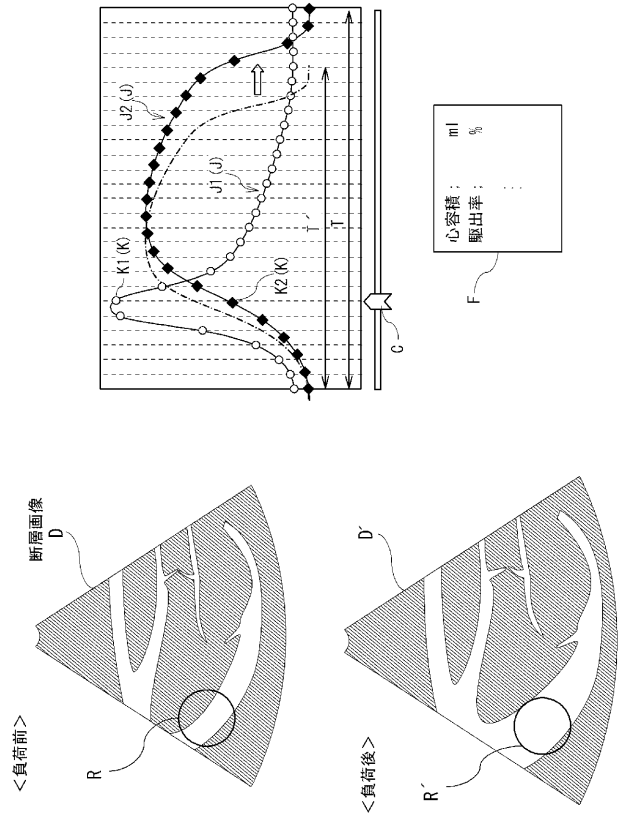 <負荷前>
断層画像
D
R
<負荷後>
D´
R´
K1(K)
J2(J)
J1(J)
K2(K)
T´
T
C
心容積; ml
駆出率; %
:    :
F